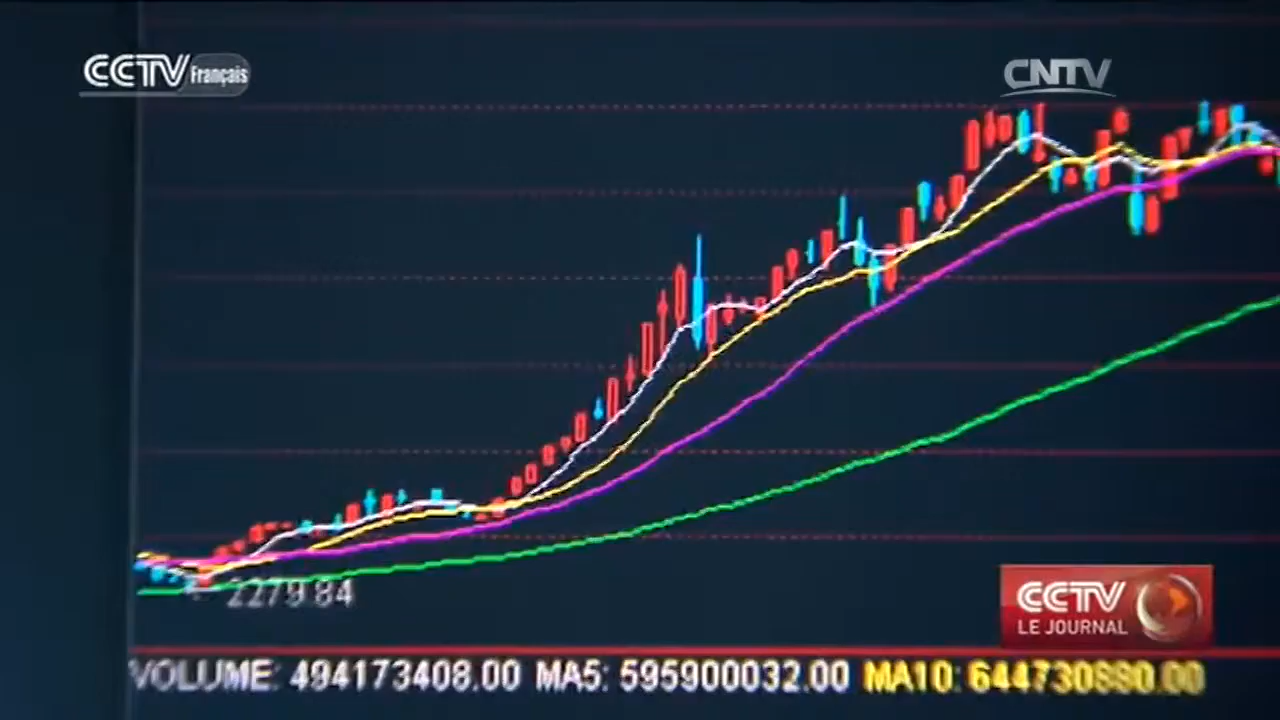 CCTV Français
CNTV
2279.84
CCTV
LE JOURNAL
VOLUME: 494173408.00 MA5: 595900032.00 MA10: 644730880.00